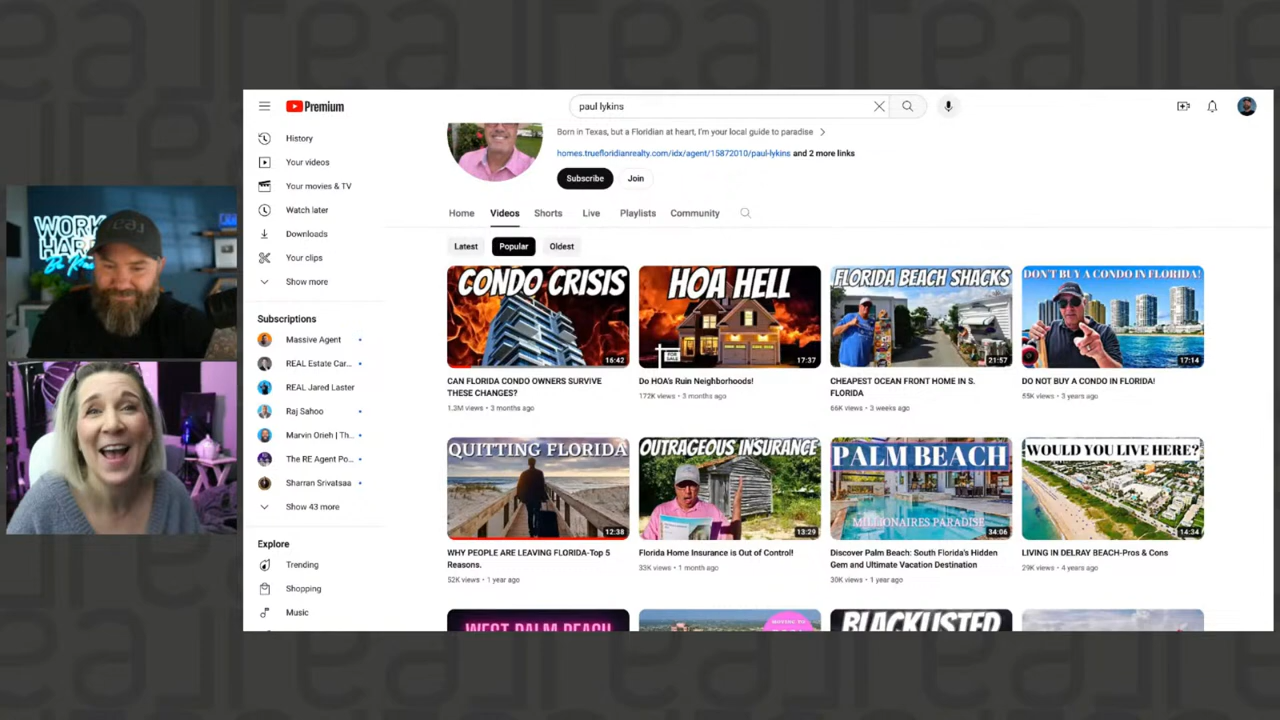 Premium
paul lykins
History
Your videos
Your movies & TV
Watch later
Downloads
Your clips
Show more
Subscriptions
Massive Agent
REAL Estate Car...
REAL Jared Laster
Raj Sahoo
Marvin Orieh | Th...
The RE Agent Po...
Sharran Srivatsaa
Show 43 more
Explore
Trending
Shopping
Music
Born in Texas, but a Floridian at heart, I'm your local guide to paradise
homes.truefloridianrealty.com/idx/agent/15872010/paul-lykins and 2 more links
Subscribe Join
Home Videos Shorts Live Playlists Community
Latest Popular Oldest
CONDO CRISIS
16:42
CAN FLORIDA CONDO OWNERS SURVIVE
THESE CHANGES?
1.3M views • 3 months ago
HOA HELL
FOR
SALE
17:37
Do HOA's Ruin Neighborhoods!
172K views • 3 months ago
FLORIDA BEACH SHACKS
21:57
CHEAPEST OCEAN FRONT HOME IN S.
FLORIDA
66K views • 3 weeks ago
DON'T BUY A CONDO IN FLORIDA!
17:14
DO NOT BUY A CONDO IN FLORIDA!
55K views • 3 years ago
QUITTING FLORIDA
12:38
WHY PEOPLE ARE LEAVING FLORIDA-Top 5
Reasons.
52K views • 1 year ago
OUTRAGEOUS INSURANCE
13:29
Florida Home Insurance is Out of Control!
33K views • 1 month ago
PALM BEACH
MILLIONAIRES PARADISE
34:06
Discover Palm Beach: South Florida's Hidden
Gem and Ultimate Vacation Destination
30K views • 1 year ago
WOULD YOU LIVE HERE?
14:34
LIVING IN DELRAY BEACH-Pros & Cons
29K views • 4 years ago
WEST PALM BEACH
MOVING TO
BLACKLISTED
WORK
HARD
real